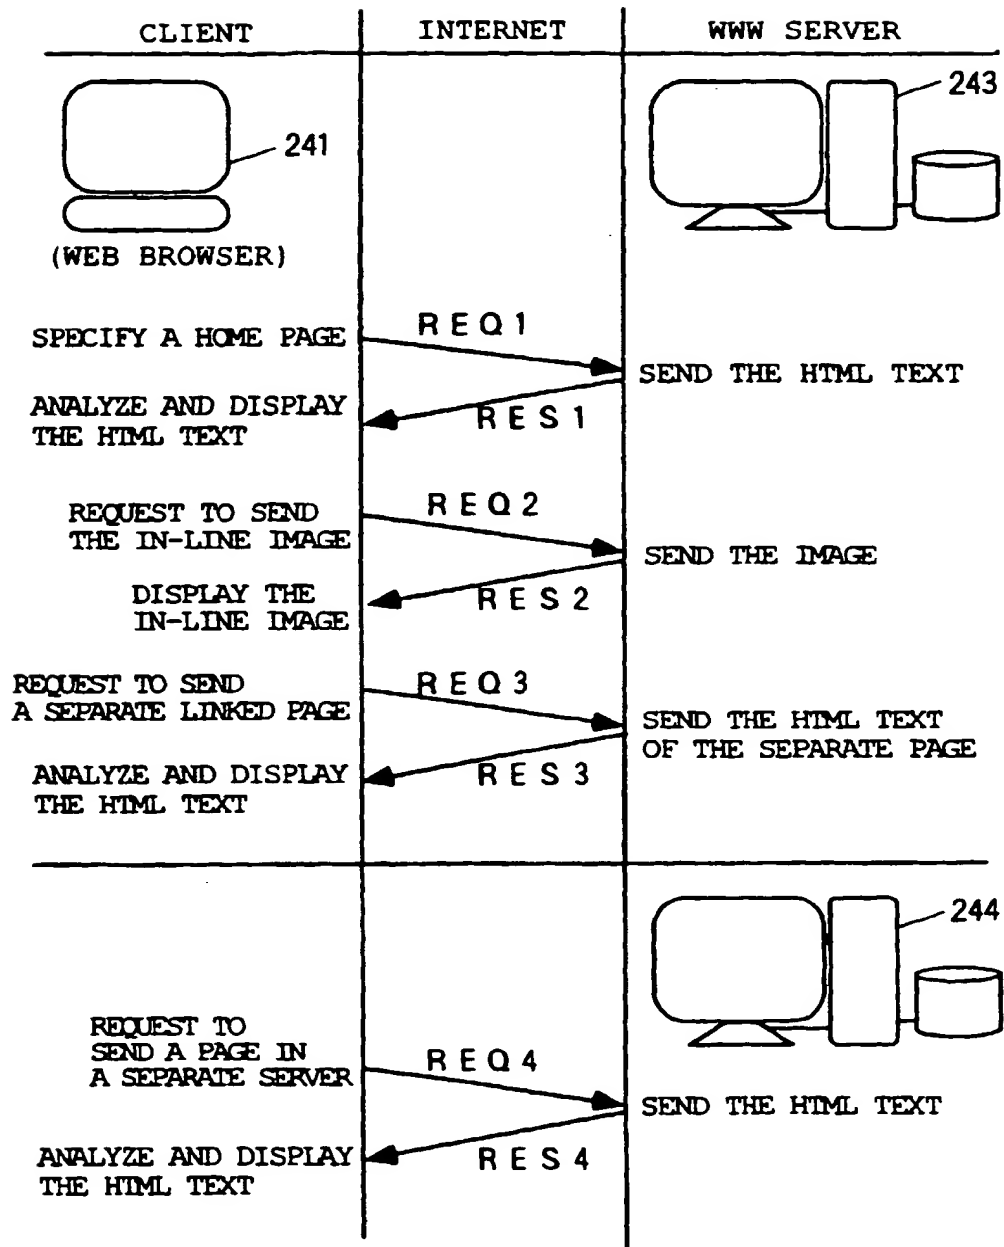 CLIENT
INTERNET
WWW SERVER
243
241
(WEB BROWSER)
REQ1
SPECIFY A HOME PAGE
SEND THE HTML TEXT
ANALYZE AND DISPLAY
THE HTML TEXT
RES1
REQ2
REQUEST TO SEND
THE IN-LINE IMAGE
SEND THE IMAGE
DISPLAY THE
IN-LINE IMAGE
RES2
REQ3
REQUEST TO SEND
A SEPARATE LINKED PAGE
SEND THE HTML TEXT
OF THE SEPARATE PAGE
ANALYZE AND DISPLAY
THE HTML TEXT
RES3
244
REQUEST TO
SEND A PAGE IN
A SEPARATE SERVER
REQ4
SEND THE HTML TEXT
ANALYZE AND DISPLAY
THE HTML TEXT
RES4